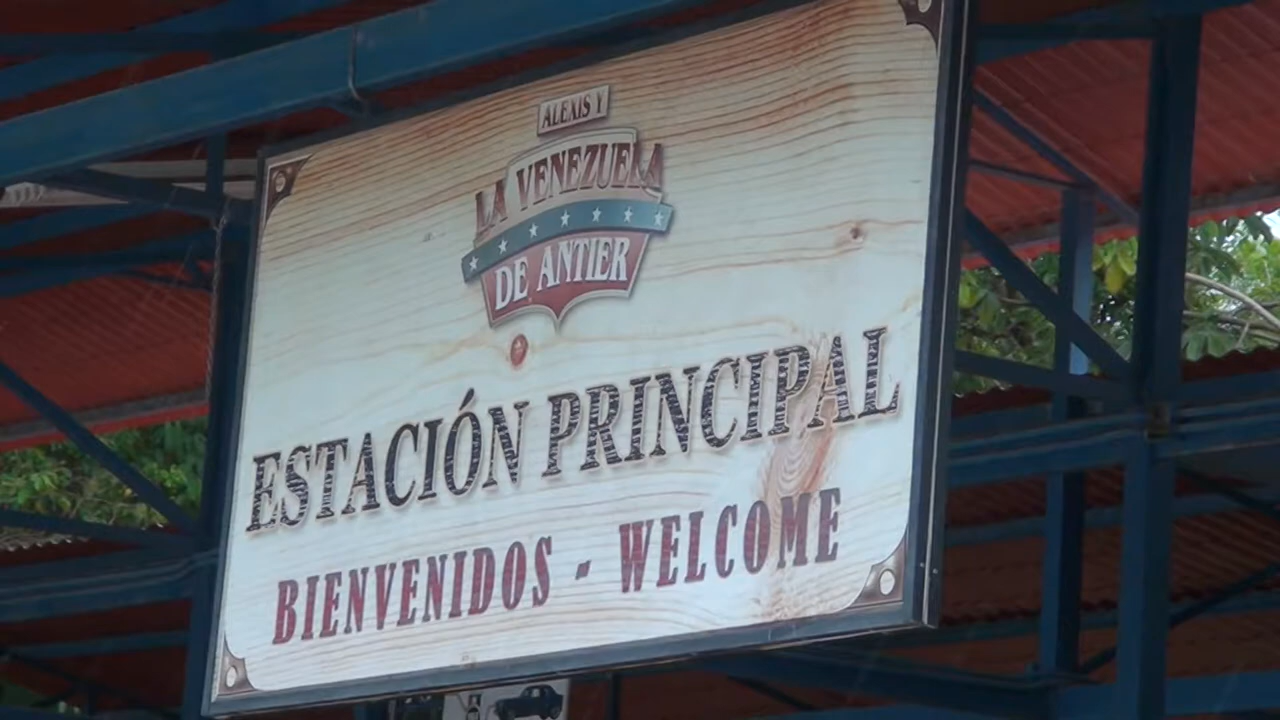 ALEXIS Y
LA VENEZUELA
DE ANTIER
ESTACIÓN PRINCIPAL
BIENVENIDOS - WELCOME